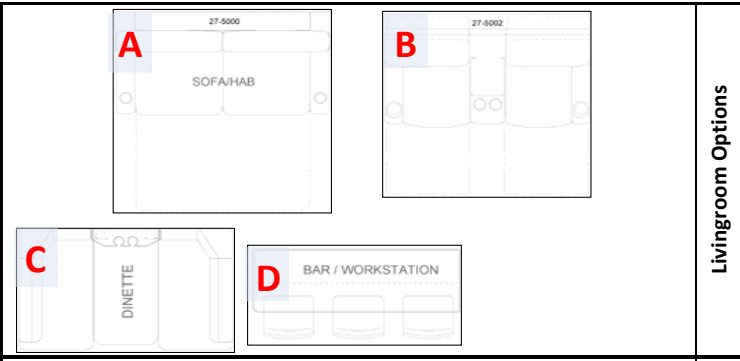 A
27-5000
SOFA/HAB
B
27-5002
C
DINETTE
D
BAR / WORKSTATION
Livingroom Options